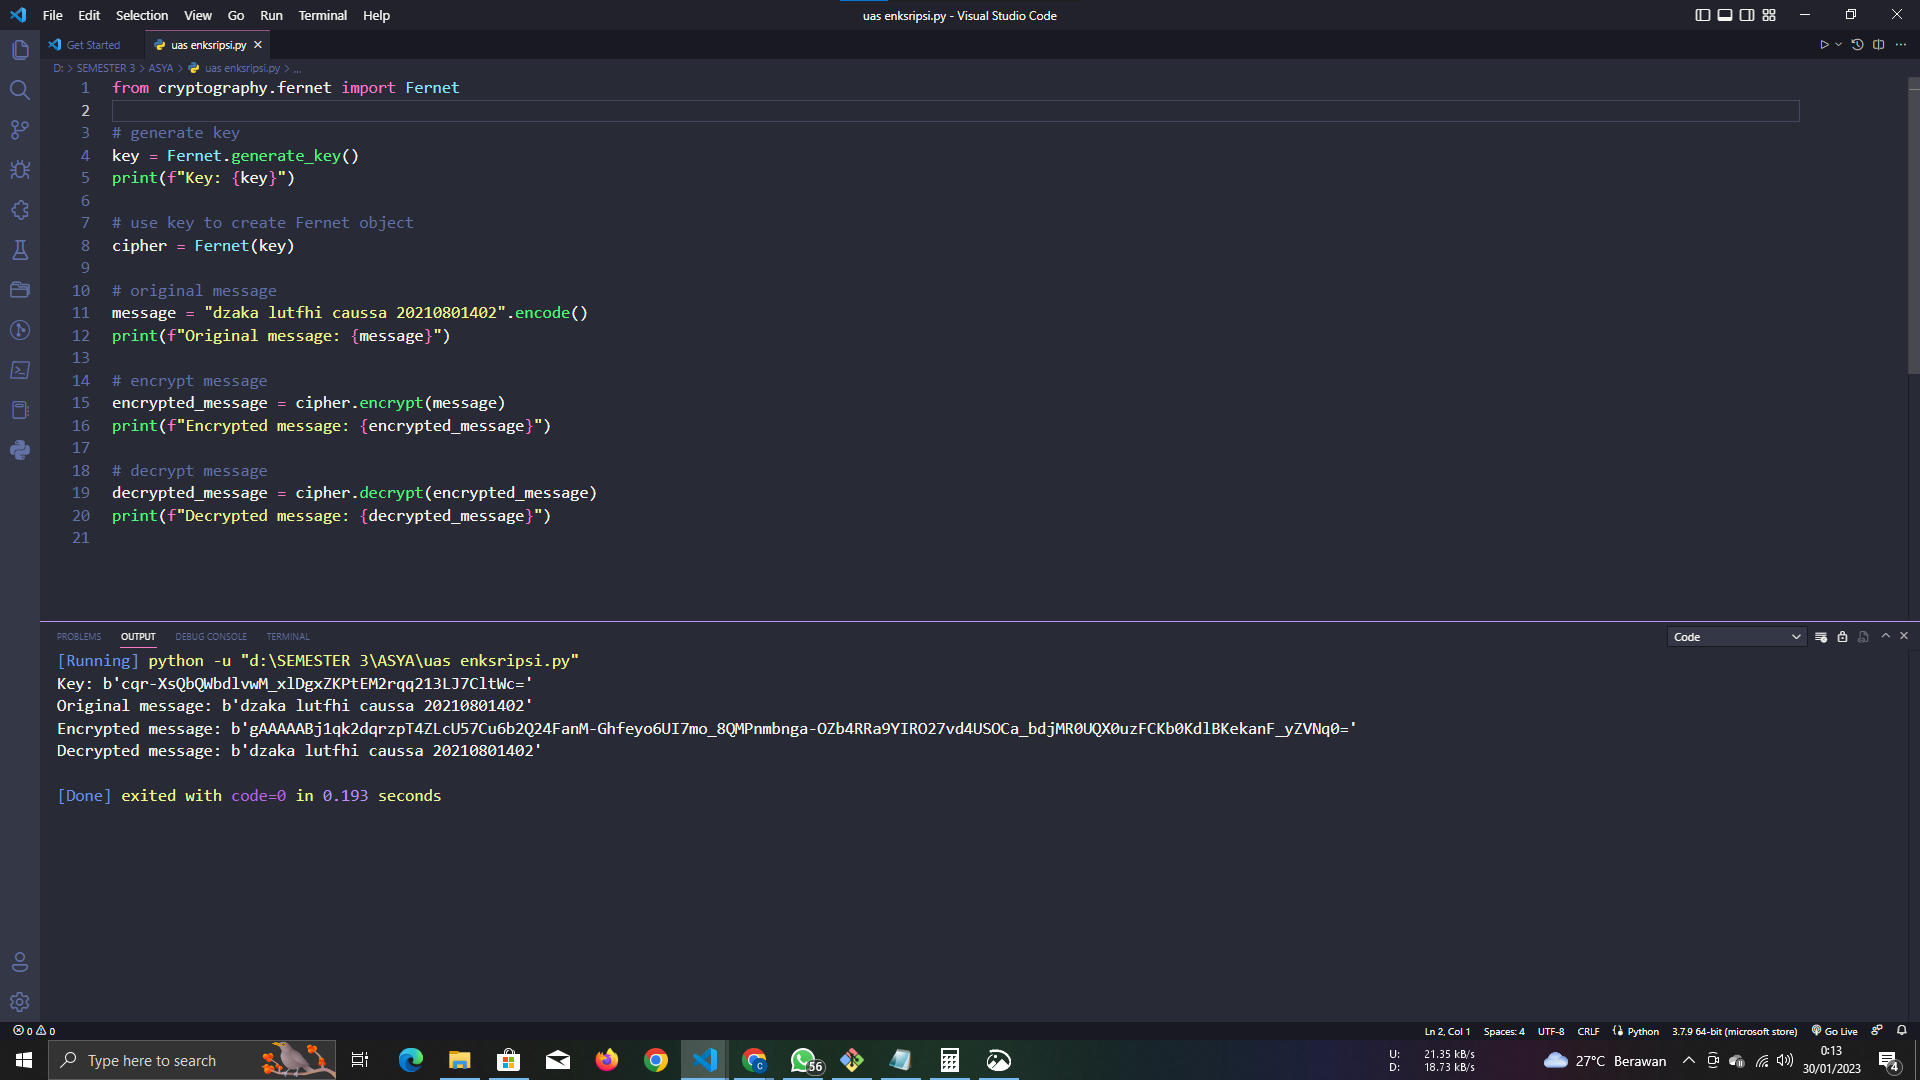 File Edit Selection View Go Run Terminal Help
uas enksripsi.py - Visual Studio Code
Get Started
uas enksripsi.py
D: > SEMESTER 3 > ASYA > uas enksripsi.py > ...
1 from cryptography.fernet import Fernet
2
3 # generate key
4 key = Fernet.generate_key()
5 print(f"Key: {key}")
6
7 # use key to create Fernet object
8 cipher = Fernet(key)
9
10 # original message
11 message = "dzaka lutfhi caussa 20210801402".encode()
12 print(f"Original message: {message}")
13
14 # encrypt message
15 encrypted_message = cipher.encrypt(message)
16 print(f"Encrypted message: {encrypted_message}")
17
18 # decrypt message
19 decrypted_message = cipher.decrypt(encrypted_message)
20 print(f"Decrypted message: {decrypted_message}")
21
PROBLEMS OUTPUT DEBUG CONSOLE TERMINAL
Code
[Running] python -u "d:\SEMESTER 3\ASYA\uas enksripsi.py"
Key: b'cqr-XsQbQWbdlvwM_xlDgxZKPtEM2rqq213LJ7CltWc='
Original message: b'dzaka lutfhi caussa 20210801402'
Encrypted message: b'gAAAAABj1qk2dqrzpT4ZLcU57Cu6b2Q24FanM-Ghfeyo6UI7mo_8QMPnmbnga-OZb4RRa9YIRO27vd4USOCa_bdjMR0UQX0uzFCKb0KdlBKekanF_yZVNq0='
Decrypted message: b'dzaka lutfhi caussa 20210801402'
[Done] exited with code=0 in 0.193 seconds
0 0
Ln 2, Col 1 Spaces: 4 UTF-8 CRLF Python 3.7.9 64-bit (microsoft store) Go Live
Type here to search
C
56
U: 21.35 kB/s
D: 18.73 kB/s
27°C Berawan
0:13
30/01/2023
4